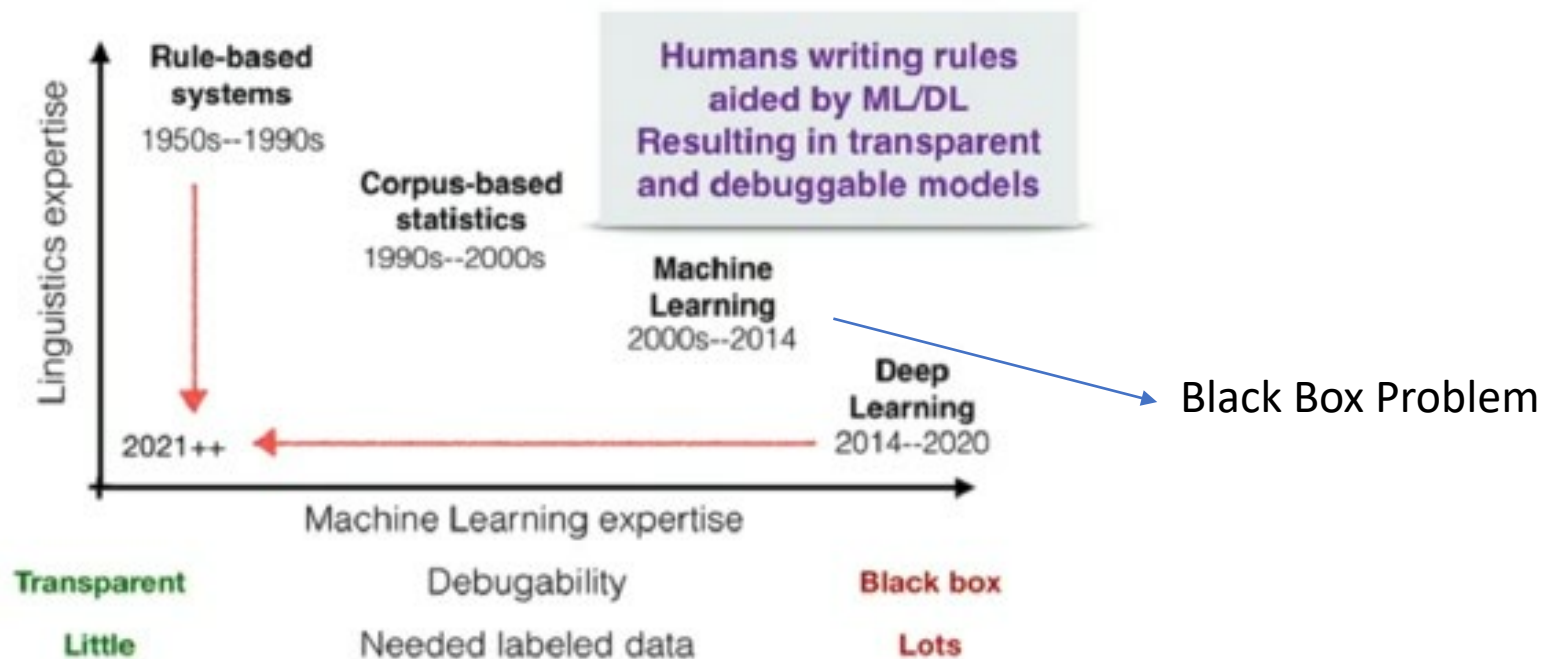 Linguistics expertise
Rule-based
systems
1950s--1990s
Corpus-based
statistics
1990s--2000s
Humans writing rules
aided by ML/DL
Resulting in transparent
and debuggable models
Machine
Learning
2000s--2014
Deep
Learning
2014--2020
Black Box Problem
2021++
Machine Learning expertise
Transparent Debugability Black box
Little Needed labeled data Lots